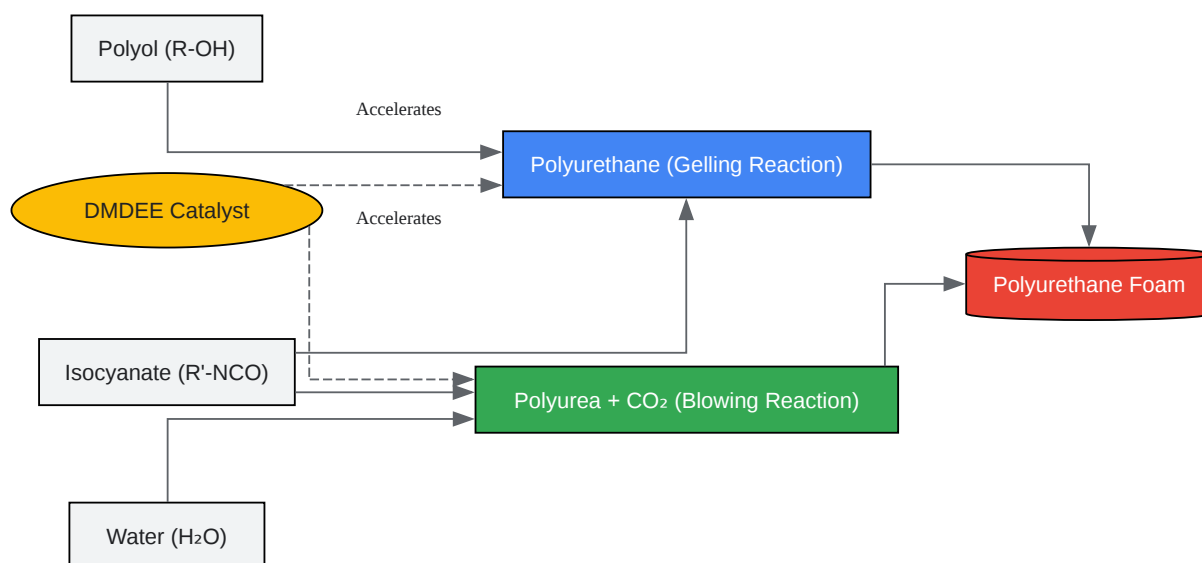 Polyol (R-OH)
Accelerates
Polyurethane (Gelling Reaction)
DMDEE Catalyst
Accelerates
Polyurethane Foam
Isocyanate (R'-NCO)
Polyurea + CO₂ (Blowing Reaction)
Water (H₂O)